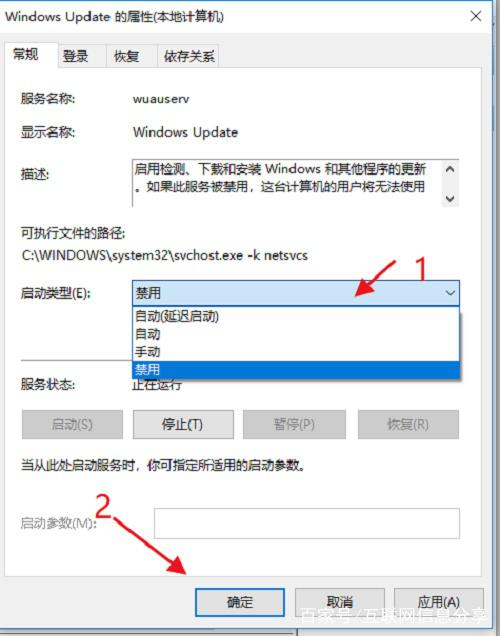 Windows Update 的属性(本地计算机)
常规 登录 恢复 依存关系
服务名称: wuauserv
显示名称: Windows Update
描述: 启用检测、下载和安装 Windows 和其他程序的更新
。如果此服务被禁用，这台计算机的用户将无法使用
可执行文件的路径:
C:\WINDOWS\system32\svchost.exe -k netsvcs
1
启动类型(E): 禁用
自动(延迟启动)
自动
手动
禁用
服务状态: 正在运行
启动(S) 停止(T) 暂停(P) 恢复(R)
当从此处启动服务时，你可指定所适用的启动参数。
2
启动参数(M):
确定 取消 应用(A)
百家号/互联网信息分享